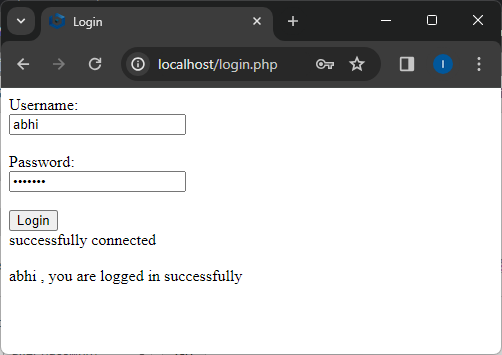 Login
localhost/login.php
I
Username:
abhi
Password:
•••••••
Login
successfully connected
abhi , you are logged in successfully